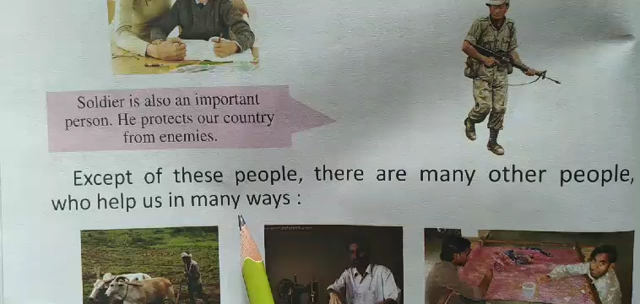 Soldier is also an important
person. He protects our country
from enemies.
Except of these people, there are many other people,
who help us in many ways :